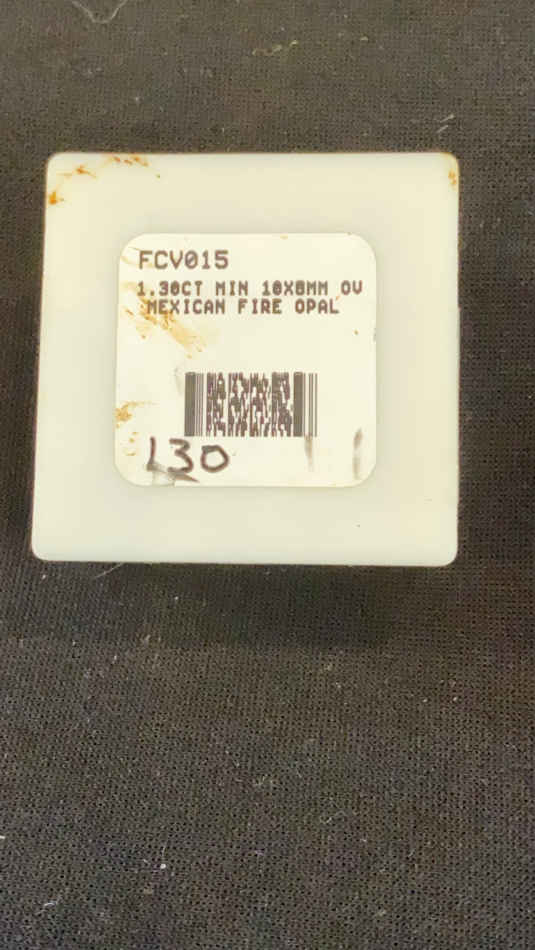 FCV015
1.30CT MIN 10X8MM OV
MEXICAN FIRE OPAL
130